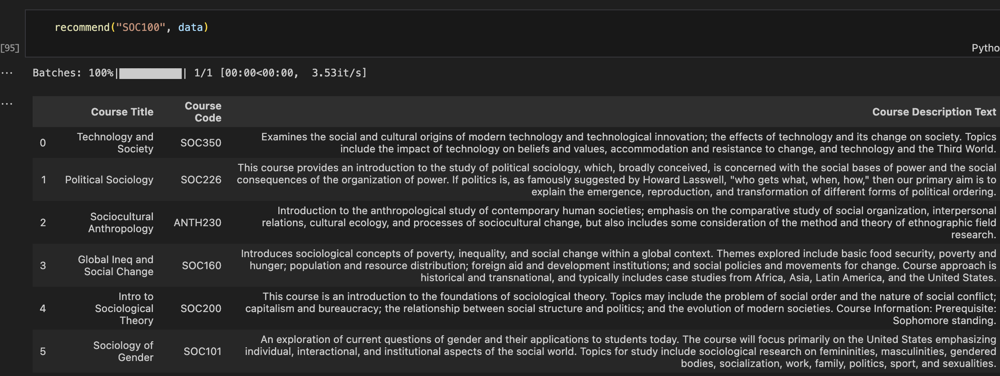 recommend("SOC100", data)
[95]
Pytho
...
Batches: 100%| | 1/1 [00:00<00:00, 3.53it/s]
...
Course Title Course Code Course Description Text
0 Technology and Society SOC350 Examines the social and cultural origins of modern technology and technological innovation; the effects of technology and its change on society. Topics
include the impact of technology on beliefs and values, accommodation and resistance to change, and technology and the Third World.
1 Political Sociology SOC226 This course provides an introduction to the study of political sociology, which, broadly conceived, is concerned with the social bases of power and the social
consequences of the organization of power. If politics is, as famously suggested by Howard Lasswell, "who gets what, when, how," then our primary aim is to
explain the emergence, reproduction, and transformation of different forms of political ordering.
2 Sociocultural Anthropology ANTH230 Introduction to the anthropological study of contemporary human societies; emphasis on the comparative study of social organization, interpersonal
relations, cultural ecology, and processes of sociocultural change, but also includes some consideration of the method and theory of ethnographic field
research.
3 Global Ineq and Social Change SOC160 Introduces sociological concepts of poverty, inequality, and social change within a global context. Themes explored include basic food security, poverty and
hunger; population and resource distribution; foreign aid and development institutions; and social policies and movements for change. Course approach is
historical and transnational, and typically includes case studies from Africa, Asia, Latin America, and the United States.
4 Intro to Sociological Theory SOC200 This course is an introduction to the foundations of sociological theory. Topics may include the problem of social order and the nature of social conflict;
capitalism and bureaucracy; the relationship between social structure and politics; and the evolution of modern societies. Course Information: Prerequisite:
Sophomore standing.
5 Sociology of Gender SOC101 An exploration of current questions of gender and their applications to students today. The course will focus primarily on the United States emphasizing
individual, interactional, and institutional aspects of the social world. Topics for study include sociological research on femininities, masculinities, gendered
bodies, socialization, work, family, politics, sport, and sexualities.